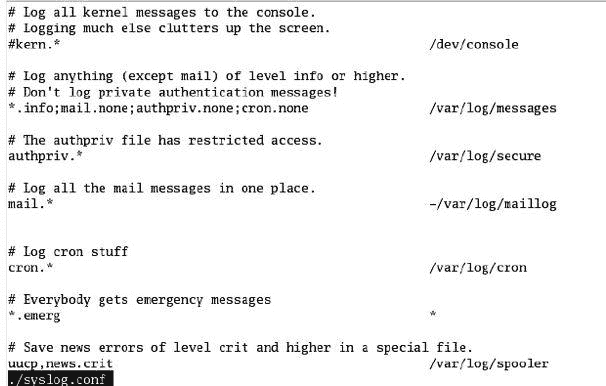 # Log all kernel messages to the console.
# Logging much else clutters up the screen.
#kern.* /dev/console
# Log anything (except mail) of level info or higher.
# Don't log private authentication messages!
*.info;mail.none;authpriv.none;cron.none /var/log/messages
# The authpriv file has restricted access.
authpriv.* /var/log/secure
# Log all the mail messages in one place.
mail.* -/var/log/maillog
# Log cron stuff
cron.* /var/log/cron
# Everybody gets emergency messages
*.emerg *
# Save news errors of level crit and higher in a special file.
uucp,news.crit /var/log/spooler
./syslog.conf